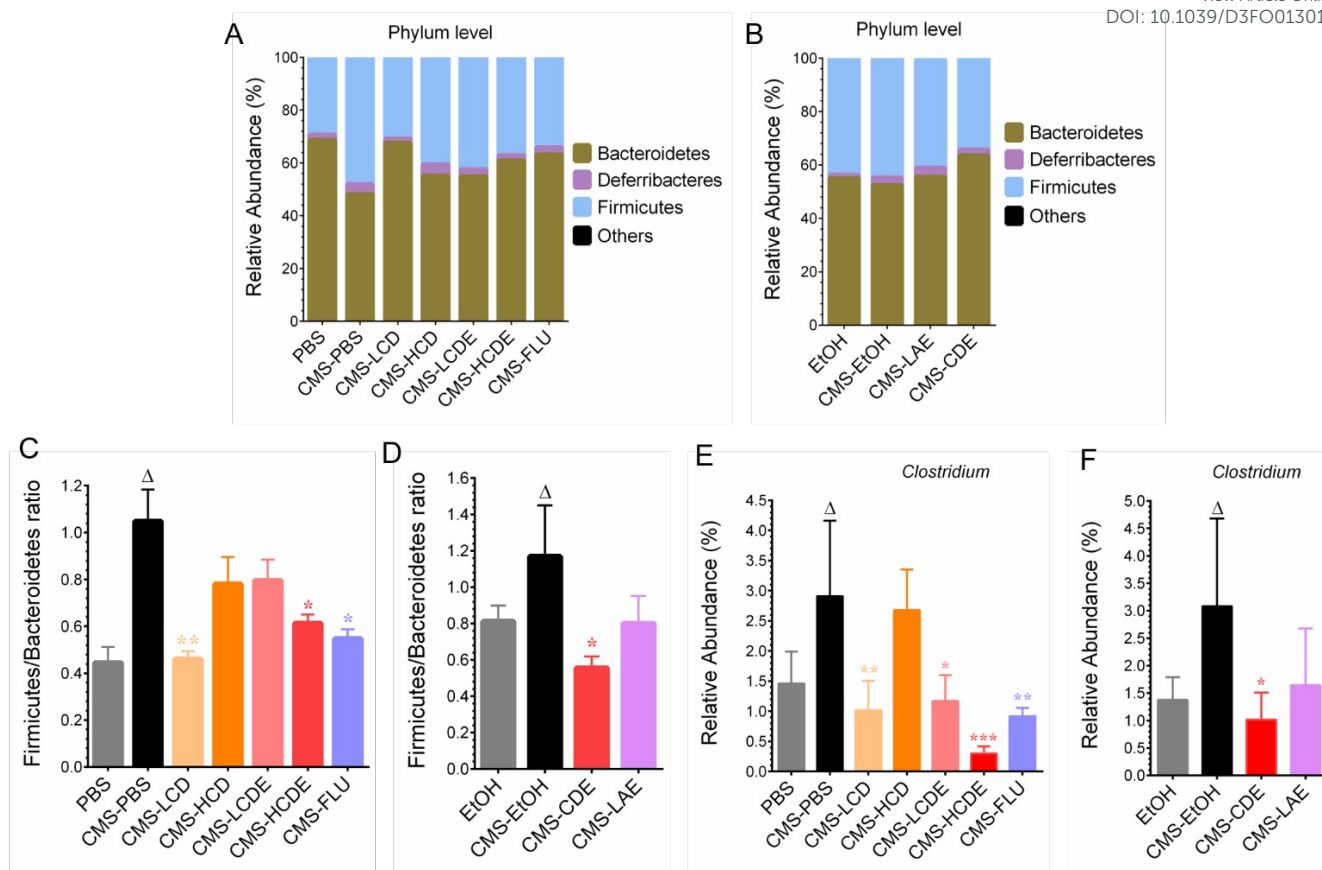 DOI: 10.1039/D3FO01301
A
Phylum level
Relative Abundance (%)
100
80
60
40
20
0
PBS
CMS-PBS
CMS-LCD
CMS-HCD
CMS-LCDE
CMS-HCDE
CMS-FLU
Bacteroidetes
Deferribacteres
Firmicutes
Others
B
Phylum level
Relative Abundance (%)
100
80
60
40
20
0
EtOH
CMS-EtOH
CMS-LAE
CMS-CDE
Bacteroidetes
Deferribacteres
Firmicutes
Others
C
Firmicutes/Bacteroidetes ratio
1.2
1.0
0.8
0.6
0.4
0.2
0.0
Δ
**
*
*
PBS
CMS-PBS
CMS-LCD
CMS-HCD
CMS-LCDE
CMS-HCDE
CMS-FLU
D
Firmicutes/Bacteroidetes ratio
1.6
1.4
1.2
1.0
0.8
0.6
0.4
0.2
0.0
Δ
*
EtOH
CMS-EtOH
CMS-CDE
CMS-LAE
E
Clostridium
Relative Abundance (%)
4.5
4.0
3.5
3.0
2.5
2.0
1.5
1.0
0.5
0.0
Δ
**
*
***
**
PBS
CMS-PBS
CMS-LCD
CMS-HCD
CMS-LCDE
CMS-HCDE
CMS-FLU
F
Clostridium
Relative Abundance (%)
5.0
4.5
4.0
3.5
3.0
2.5
2.0
1.5
1.0
0.5
0.0
Δ
*
EtOH
CMS-EtOH
CMS-CDE
CMS-LAE